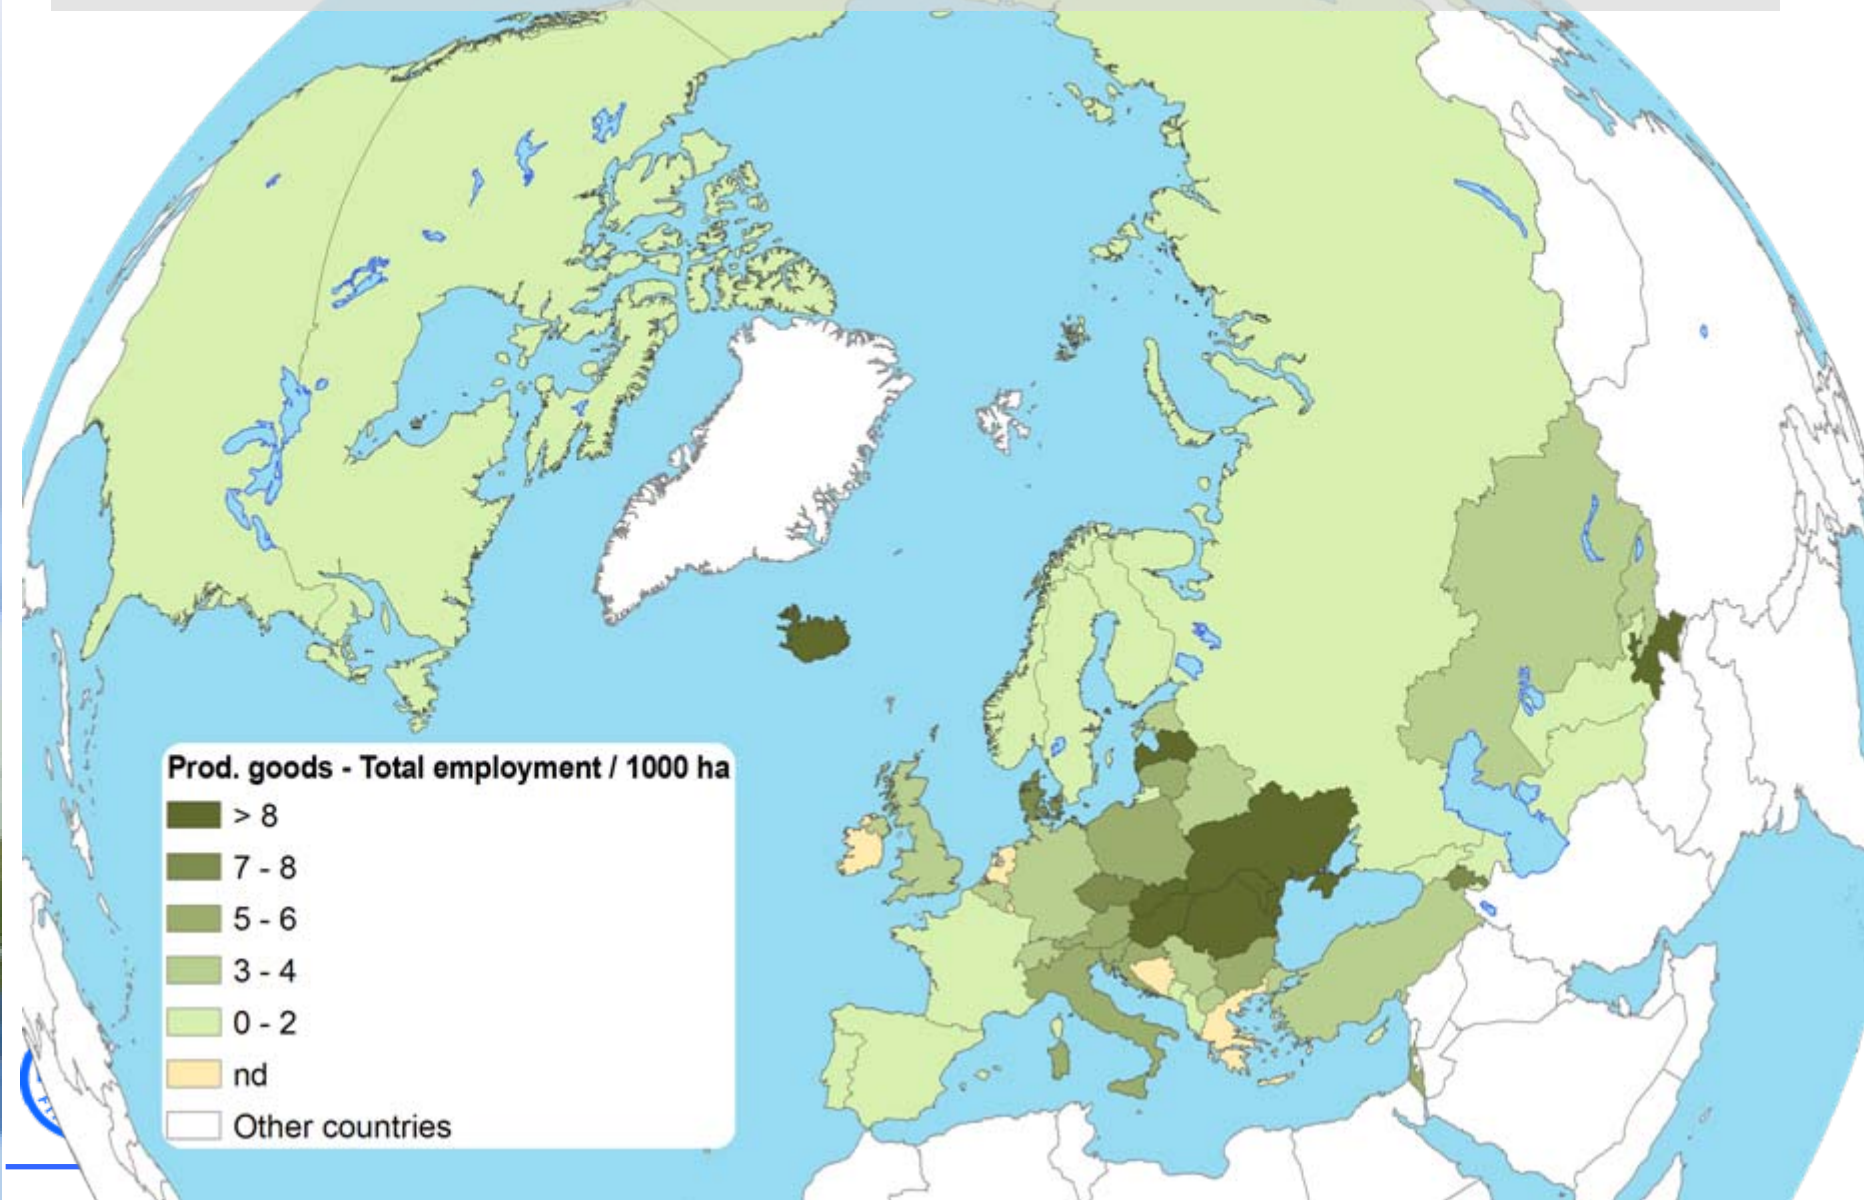 Prod. goods - Total employment / 1000 ha
> 8
7 - 8
5 - 6
3 - 4
0 - 2
nd
Other countries